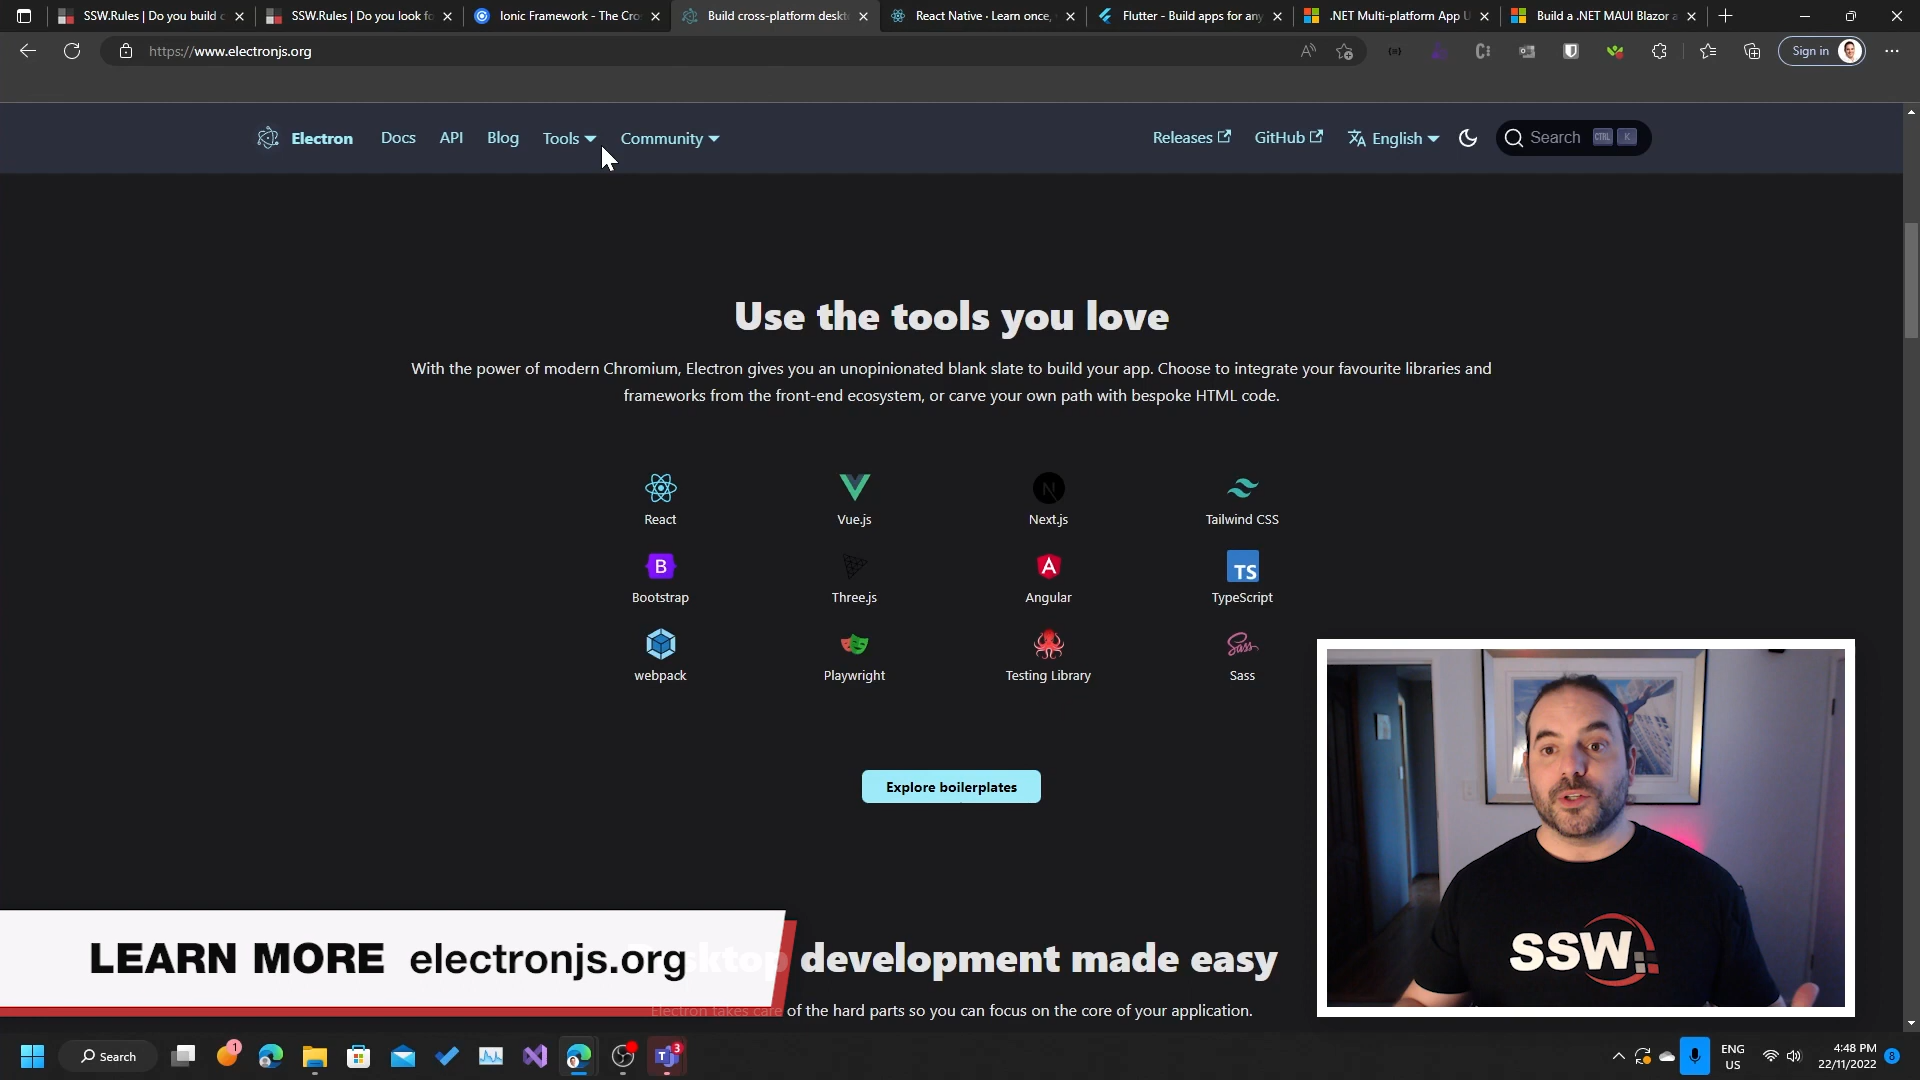 SSW.Rules | Do you build c
SSW.Rules | Do you look fo
Ionic Framework - The Cro
Build cross-platform deskto
React Native · Learn once,
Flutter - Build apps for any
.NET Multi-platform App U
Build a .NET MAUI Blazor a
https://www.electronjs.org
Sign in
Electron
Docs
API
Blog
Tools
Community
Releases
GitHub
English
Search
CTRL
K
Use the tools you love
With the power of modern Chromium, Electron gives you an unopinionated blank slate to build your app. Choose to integrate your favourite libraries and
frameworks from the front-end ecosystem, or carve your own path with bespoke HTML code.
React
Vue.js
Next.js
Tailwind CSS
Bootstrap
Three.js
Angular
TypeScript
webpack
Playwright
Testing Library
Sass
Explore boilerplates
SSW
LEARN MORE electronjs.org
development made easy
Electron takes care of the hard parts so you can focus on the core of your application.
Search
ENG
US
4:48 PM
22/11/2022
8